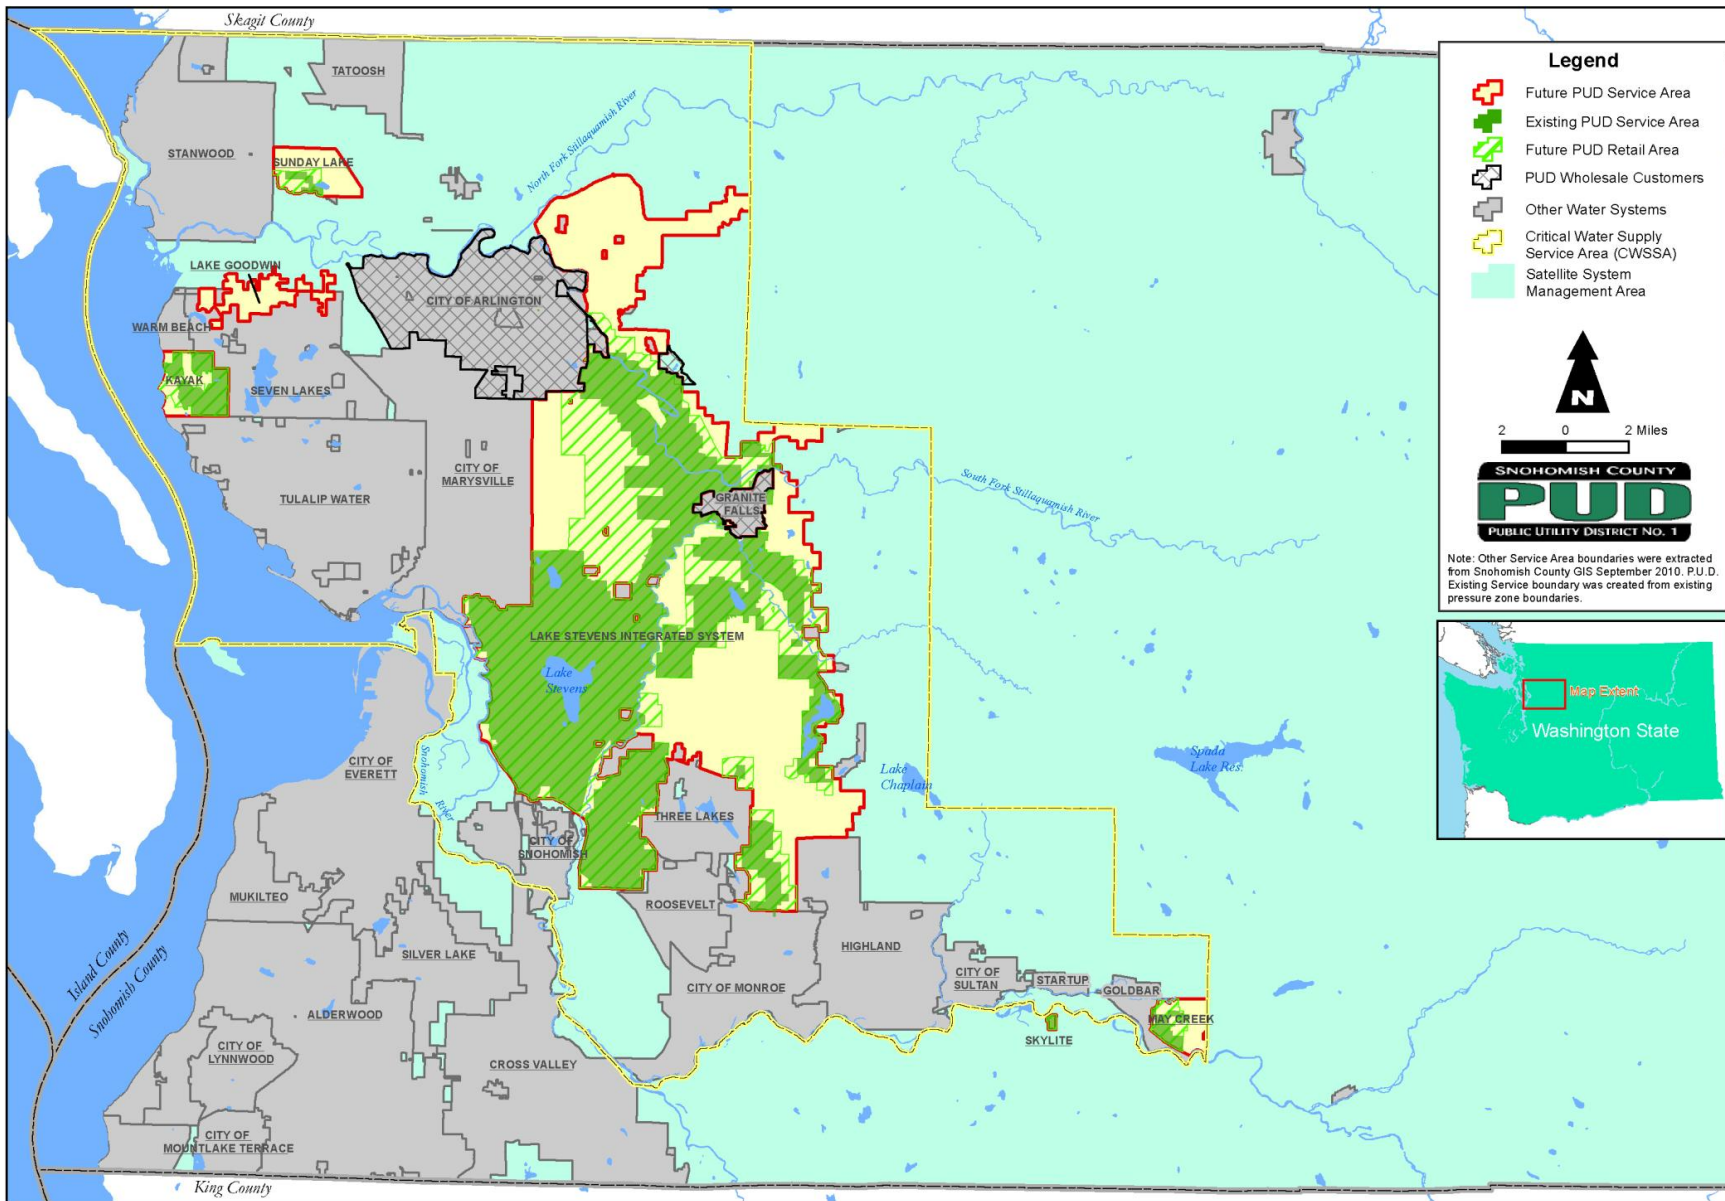 Skagit County
Legend
Future PUD Service Area
Existing PUD Service Area
Future PUD Retail Area
PUD Wholesale Customers
Other Water Systems
Critical Water Supply
Service Area (CWSSA)
Satellite System
Management Area
N
2 0 2 Miles
SNOHOMISH COUNTY
PUD
PUBLIC UTILITY DISTRICT NO. 1
Note: Other Service Area boundaries were extracted
from Snohomish County GIS September 2010. P.U.D.
Existing Service boundary was created from existing
pressure zone boundaries.
Map Extent
Washington State
TATOOSH
STANWOOD
SUNDAY LAKE
North Fork Stillaquamish River
LAKE GOODWIN
CITY OF ARLINGTON
WARM BEACH
KAYAK
SEVEN LAKES
CITY OF
MARYSVILLE
TULALIP WATER
GRANITE
FALLS
South Fork Stillaquamish River
LAKE STEVENS INTEGRATED SYSTEM
Lake
Stevens
CITY OF
EVERETT
Snohomish
River
Lake
Chaplain
Spada
Lake Res.
THREE LAKES
CITY OF
SNOHOMISH
MUKILTEO
ROOSEVELT
SILVER LAKE
HIGHLAND
Island County
Snohomish County
CITY OF MONROE
CITY OF
SULTAN
STARTUP
GOLDBAR
ALDERWOOD
MAY CREEK
SKYLITE
CITY OF
LYNNWOOD
CROSS VALLEY
CITY OF
MOUNTLAKE TERRACE
King County